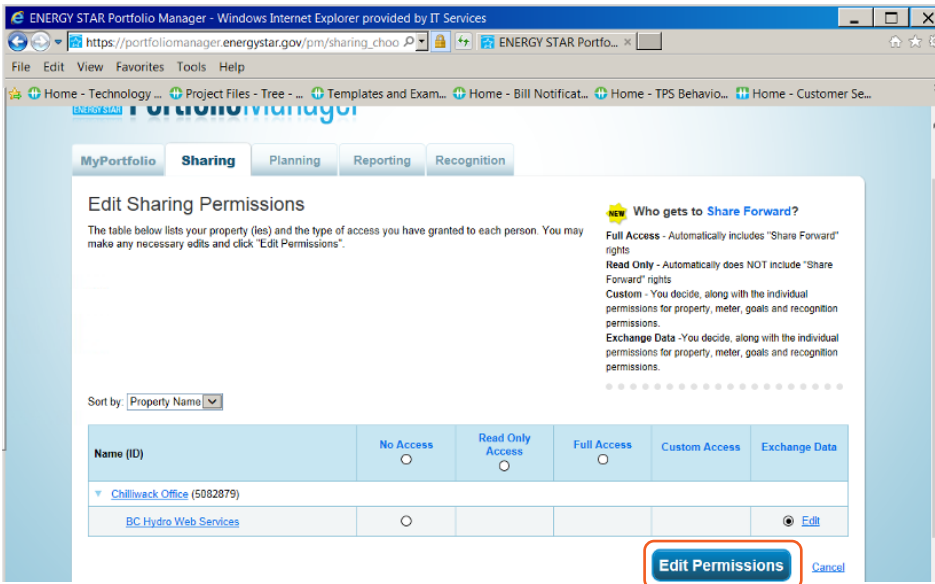 ENERGY STAR Portfolio Manager - Windows Internet Explorer provided by IT Services
https://portfoliomanager.energystar.gov/pm/sharing_choo
ENERGY STAR Portfo...
File Edit View Favorites Tools Help
Home - Technology ... Project Files - Tree - ... Templates and Exam... Home - Bill Notificat... Home - TPS Behavio... Home - Customer Se...
ENERGY STAR PortfolioManager
MyPortfolio Sharing Planning Reporting Recognition
Edit Sharing Permissions
The table below lists your property (ies) and the type of access you have granted to each person. You may
make any necessary edits and click "Edit Permissions".
NEW Who gets to Share Forward?
Full Access - Automatically includes "Share Forward"
rights
Read Only - Automatically does NOT include "Share
Forward" rights
Custom - You decide, along with the individual
permissions for property, meter, goals and recognition
permissions.
Exchange Data -You decide, along with the individual
permissions for property, meter, goals and recognition
permissions.
Sort by: Property Name
Name (ID) No Access Read Only Access Full Access Custom Access Exchange Data
Chilliwack Office (5082879)
BC Hydro Web Services Edit
Edit Permissions Cancel